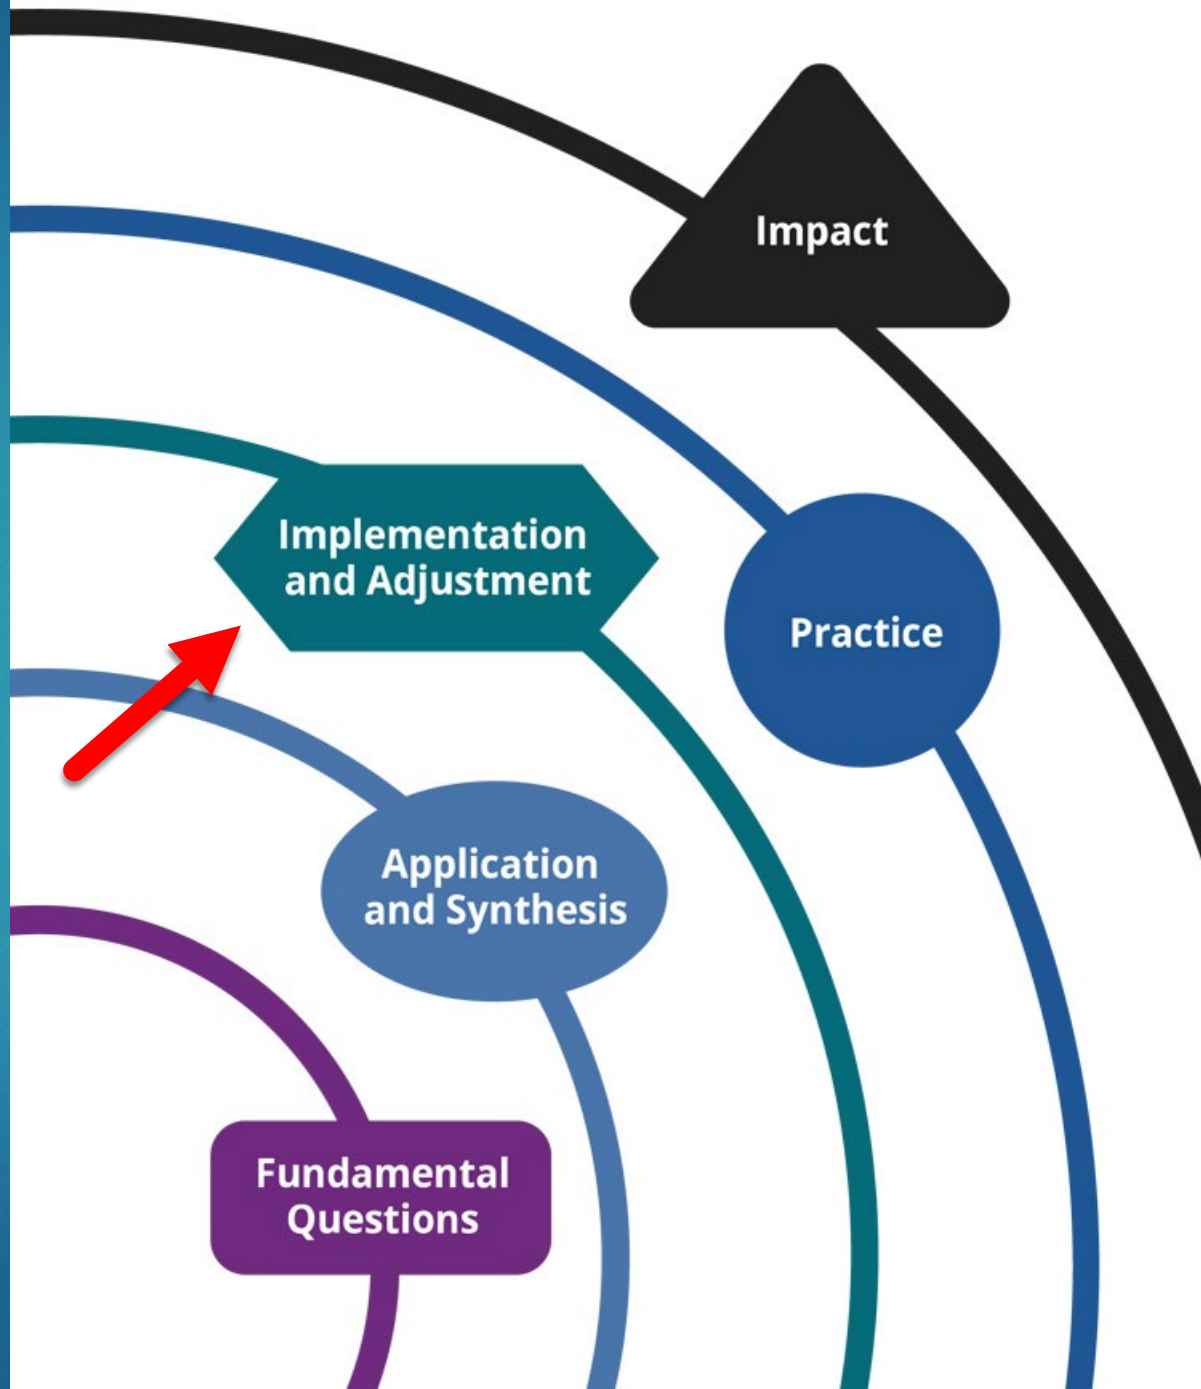 Impact
Implementation
and Adjustment
Practice
Application
and Synthesis
Fundamental
Questions